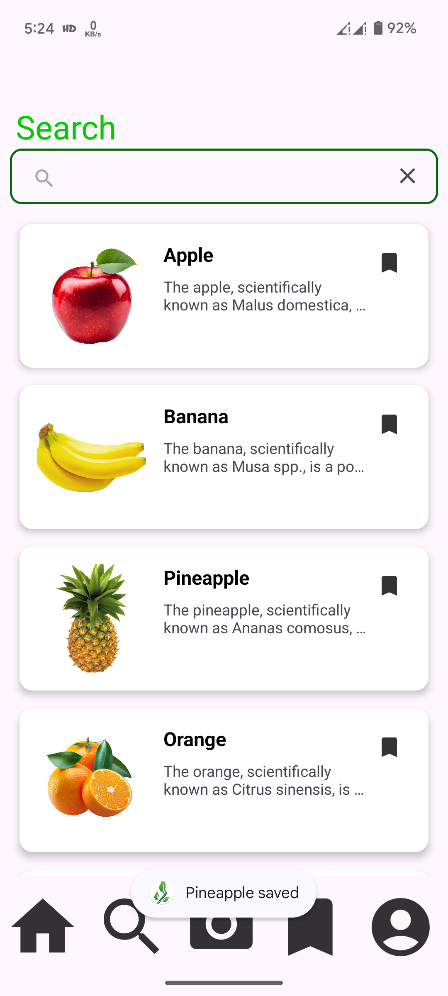 5:24 HD 0 KB/s 92%
Search
Apple
The apple, scientifically
known as Malus domestica, ...
Banana
The banana, scientifically
known as Musa spp., is a po...
Pineapple
The pineapple, scientifically
known as Ananas comosus, ...
Orange
The orange, scientifically
known as Citrus sinensis, is ...
Pineapple saved